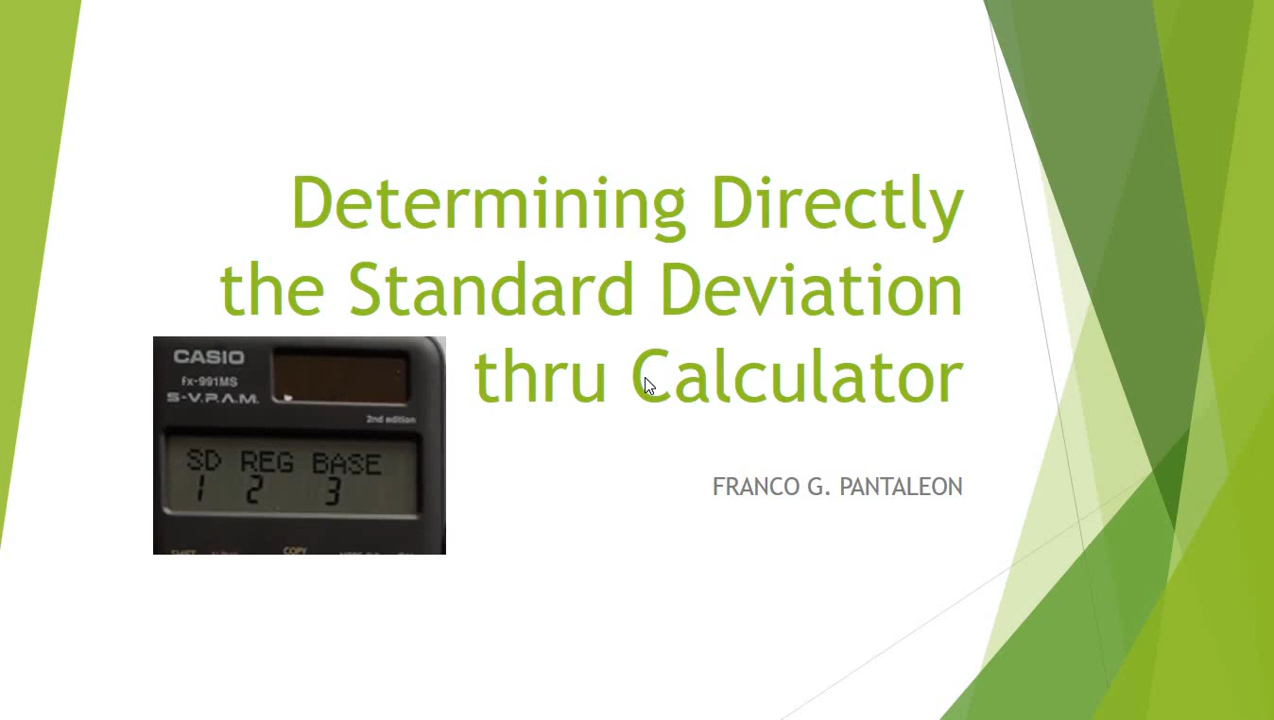 Determining Directly
the Standard Deviation
thru Calculator
CASIO
fx-991MS
S-V.P.A.M.
2nd edition
SD REG BASE
1 2 3
COPY
FRANCO G. PANTALEON